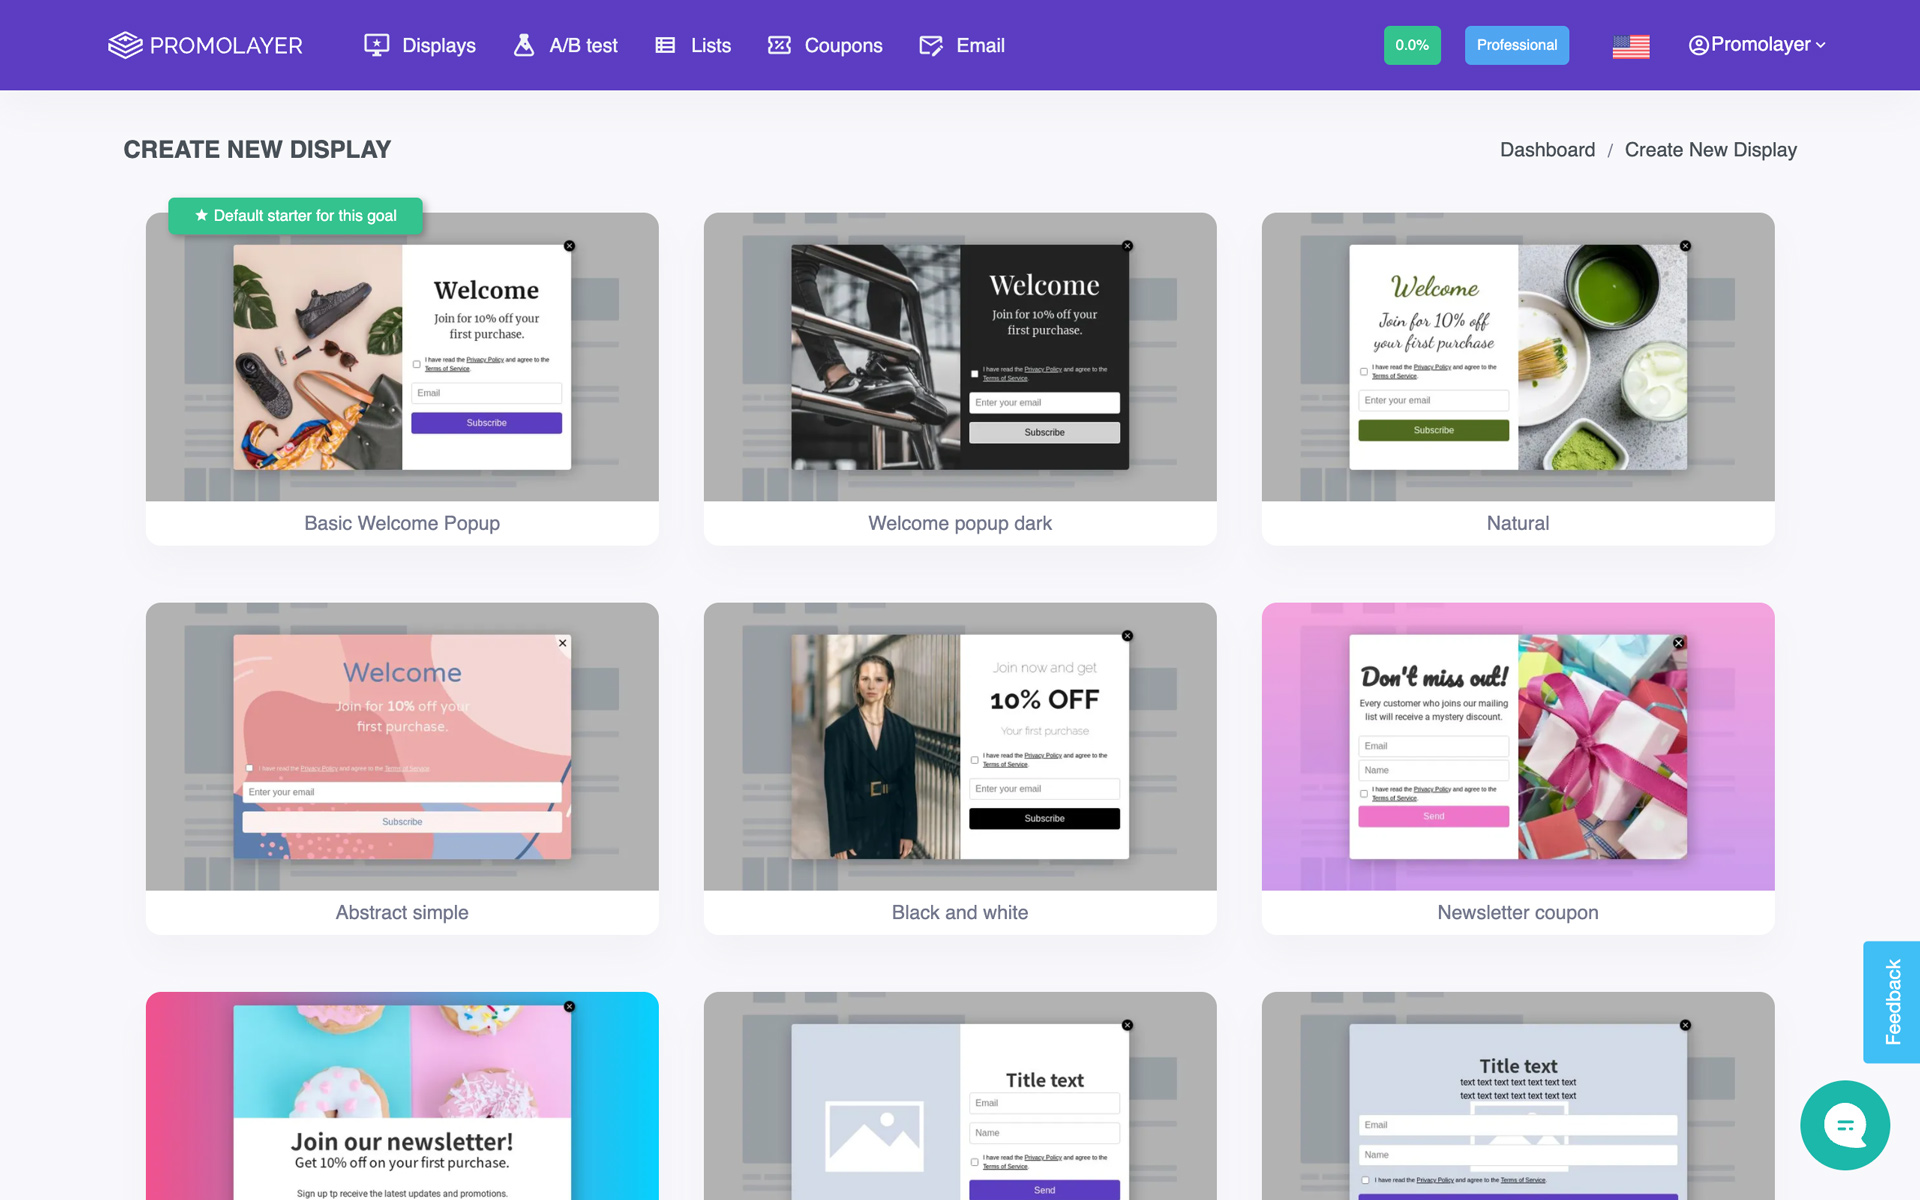 PROMOLAYER
Displays
A/B test
Lists
Coupons
Email
0.0%
Professional
Promolayer
CREATE NEW DISPLAY
Dashboard / Create New Display
★ Default starter for this goal
Welcome
Join for 10% off your
first purchase.
I have read the Privacy Policy and agree to the
Terms of Service.
Email
Subscribe
Basic Welcome Popup
Welcome
Join for 10% off your
first purchase.
I have read the Privacy Policy and agree to the
Terms of Service.
Enter your email
Subscribe
Welcome popup dark
Welcome
Join for 10% off
your first purchase
I have read the Privacy Policy and agree to the
Terms of Service.
Enter your email
Subscribe
Natural
Welcome
Join for 10% off your
first purchase.
I have read the Privacy Policy and agree to the Terms of Service.
Enter your email
Subscribe
Abstract simple
Join now and get
10% OFF
Your first purchase
I have read the Privacy Policy and agree to the
Terms of Service.
Enter your email
Subscribe
Black and white
Don't miss out!
Every customer who joins our mailing
list will receive a mystery discount.
Email
Name
I have read the Privacy Policy and agree to the
Terms of Service.
Send
Newsletter coupon
Join our newsletter!
Get 10% off on your first purchase.
Sign up tp receive the latest updates and promotions.
Title text
Email
Name
I have read the Privacy Policy and agree to the
Terms of Service.
Send
Title text
text text text text text text text
text text text text text text text
Email
Name
I have read the Privacy Policy and agree to the Terms of Service.
Feedback